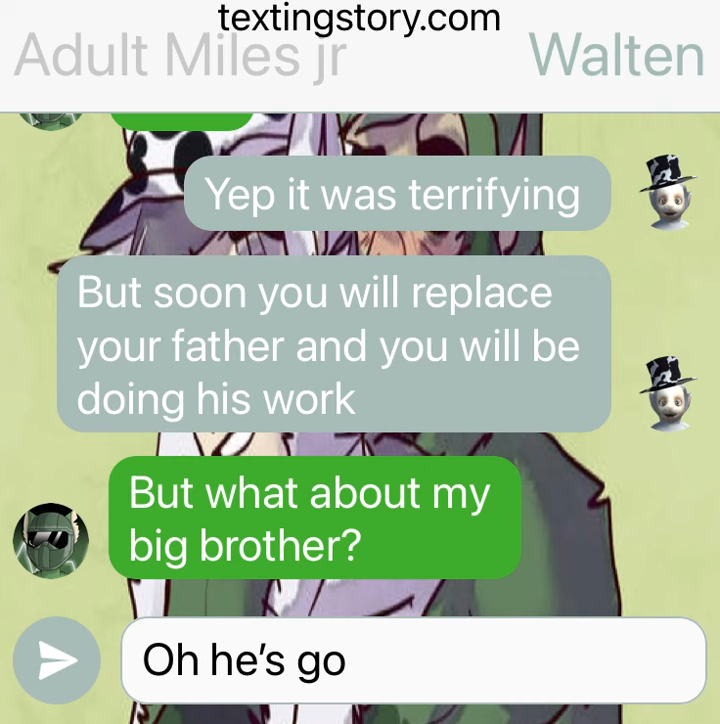 textingstory.com
Adult Miles jr
Walten
Yep it was terrifying
But soon you will replace
your father and you will be
doing his work
But what about my
big brother?
Oh he’s go